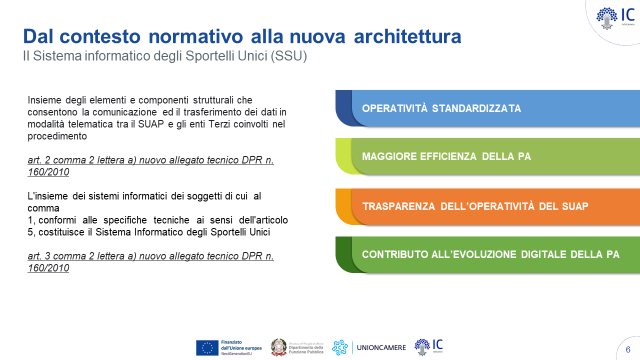 IC
Dal contesto normativo alla nuova architettura
Il Sistema informatico degli Sportelli Unici (SSU)
Insieme degli elementi e componenti strutturali che
consentono la comunicazione ed il trasferimento dei dati in
modalità telematica tra il SUAP e gli enti Terzi coinvolti nel
procedimento
art. 2 comma 2 lettera a) nuovo allegato tecnico DPR n.
160/2010
L'insieme dei sistemi informatici dei soggetti di cui al
comma
1, conformi alle specifiche tecniche ai sensi dell'articolo
5, costituisce il Sistema Informatico degli Sportelli Unici
art. 3 comma 2 lettera a) nuovo allegato tecnico DPR n.
160/2010
OPERATIVITÀ STANDARDIZZATA
MAGGIORE EFFICIENZA DELLA PA
TRASPARENZA DELL'OPERATIVITÀ DEL SUAP
CONTRIBUTO ALL'EVOLUZIONE DIGITALE DELLA PA
Finanziato
dall'Unione europea
NextGenerationEU
Dipartimento della
Funzione Pubblica
UNIONCAMERE
IC
6